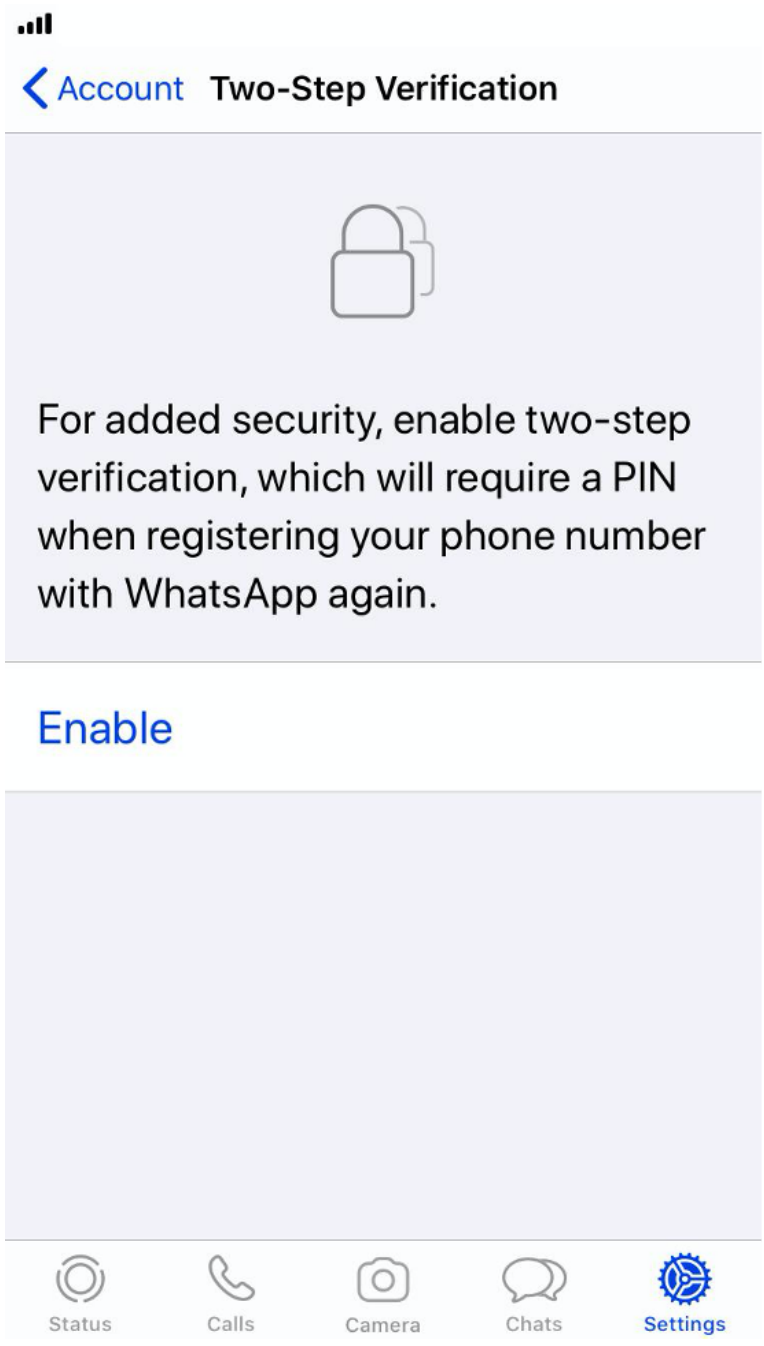 Account Two-Step Verification
For added security, enable two-step
verification, which will require a PIN
when registering your phone number
with WhatsApp again.
Enable
Status Calls Camera Chats Settings